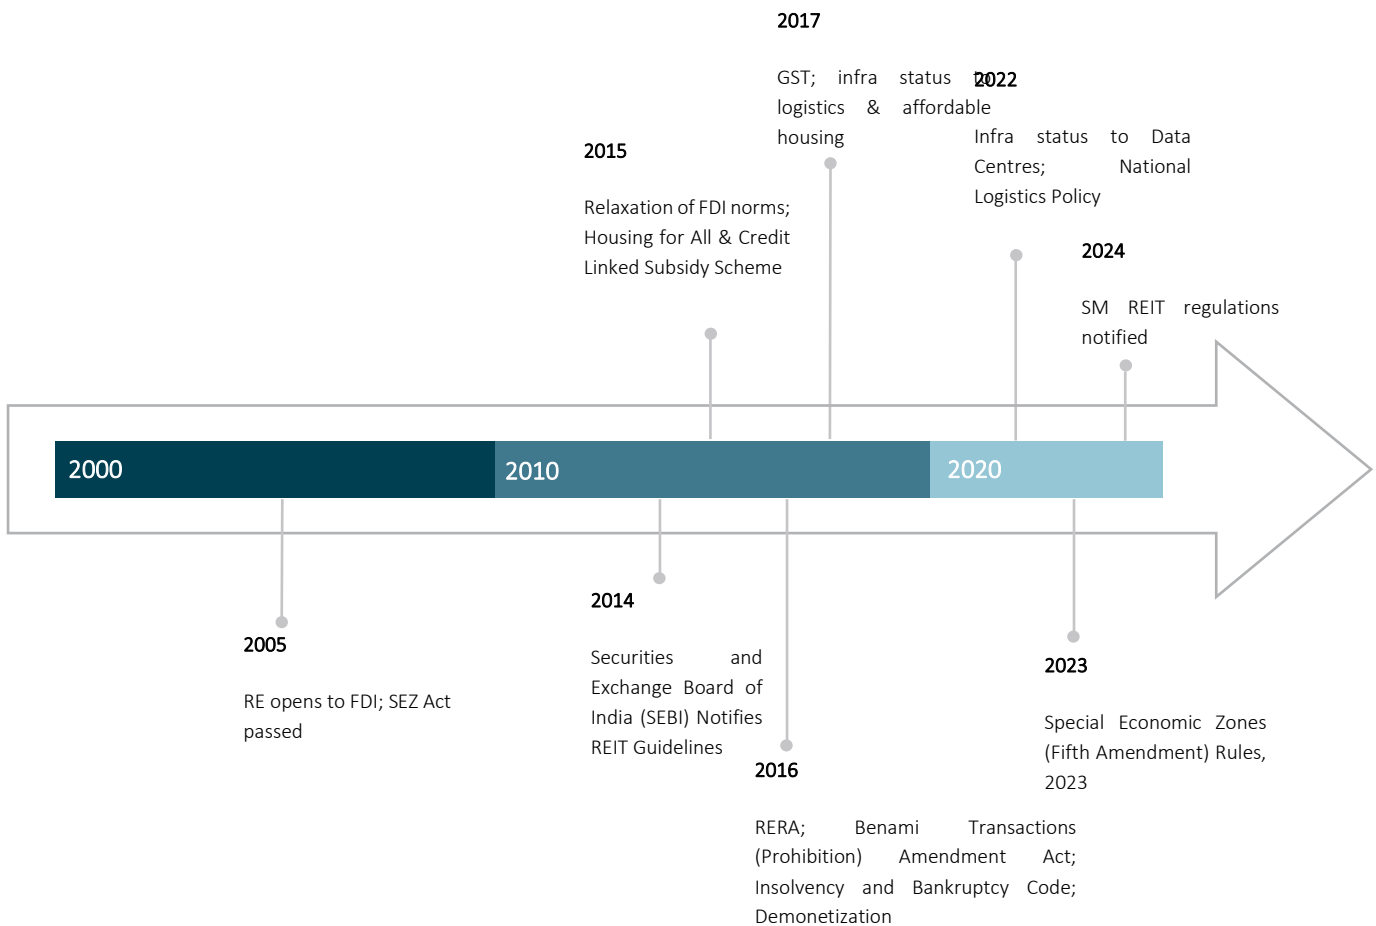 2017
GST; infra status to
logistics & affordable
housing
2022
Infra status to Data
Centres; National
Logistics Policy
2015
Relaxation of FDI norms;
Housing for All & Credit
Linked Subsidy Scheme
2024
SM REIT regulations
notified
2000
2010
2020
2005
RE opens to FDI; SEZ Act
passed
2014
Securities and
Exchange Board of
India (SEBI) Notifies
REIT Guidelines
2016
RERA; Benami Transactions
(Prohibition) Amendment Act;
Insolvency and Bankruptcy Code;
Demonetization
2023
Special Economic Zones
(Fifth Amendment) Rules,
2023